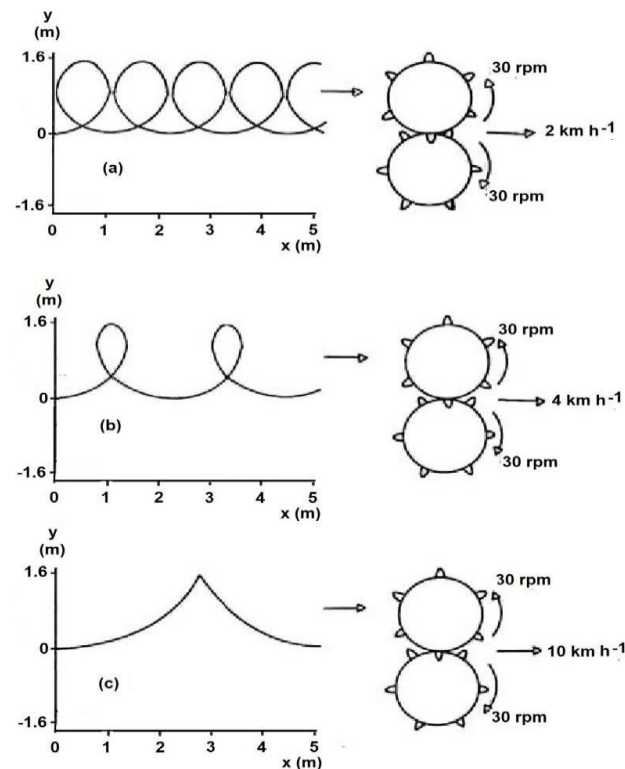 y
(m)
1.6
0
-1.6
(a)
0 1 2 3 4 5
x (m)
30 rpm
2 km h-1
30 rpm
y
(m)
1.6
0
-1.6
(b)
0 1 2 3 4 5
x (m)
30 rpm
4 km h-1
30 rpm
y
(m)
1.6
0
-1.6
(c)
0 1 2 3 4 5
x (m)
30 rpm
10 km h-1
30 rpm